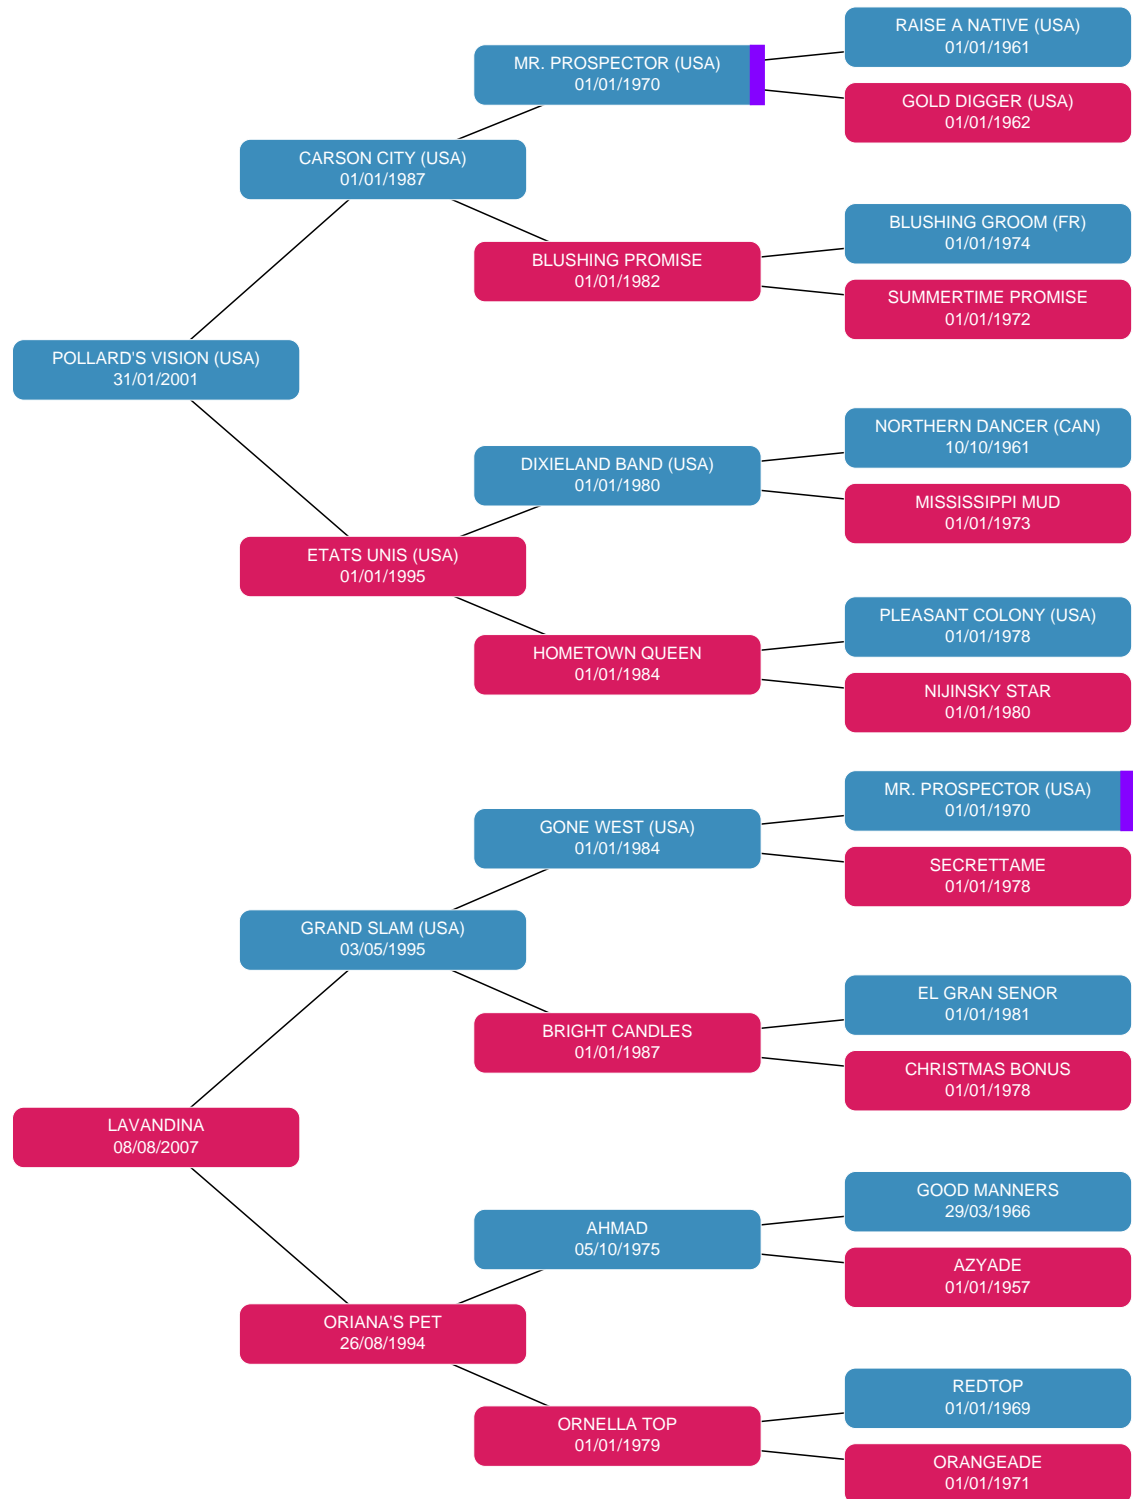 RAISE A NATIVE (USA)
01/01/1961
MR. PROSPECTOR (USA)
01/01/1970
GOLD DIGGER (USA)
01/01/1962
CARSON CITY (USA)
01/01/1987
BLUSHING GROOM (FR)
01/01/1974
BLUSHING PROMISE
01/01/1982
SUMMERTIME PROMISE
01/01/1972
POLLARD'S VISION (USA)
31/01/2001
NORTHERN DANCER (CAN)
10/10/1961
DIXIELAND BAND (USA)
01/01/1980
MISSISSIPPI MUD
01/01/1973
ETATS UNIS (USA)
01/01/1995
PLEASANT COLONY (USA)
01/01/1978
HOMETOWN QUEEN
01/01/1984
NIJINSKY STAR
01/01/1980
MR. PROSPECTOR (USA)
01/01/1970
GONE WEST (USA)
01/01/1984
SECRETTAME
01/01/1978
GRAND SLAM (USA)
03/05/1995
EL GRAN SENOR
01/01/1981
BRIGHT CANDLES
01/01/1987
CHRISTMAS BONUS
01/01/1978
LAVANDINA
08/08/2007
GOOD MANNERS
29/03/1966
AHMAD
05/10/1975
AZYADE
01/01/1957
ORIANA'S PET
26/08/1994
REDTOP
01/01/1969
ORNELLA TOP
01/01/1979
ORANGEADE
01/01/1971